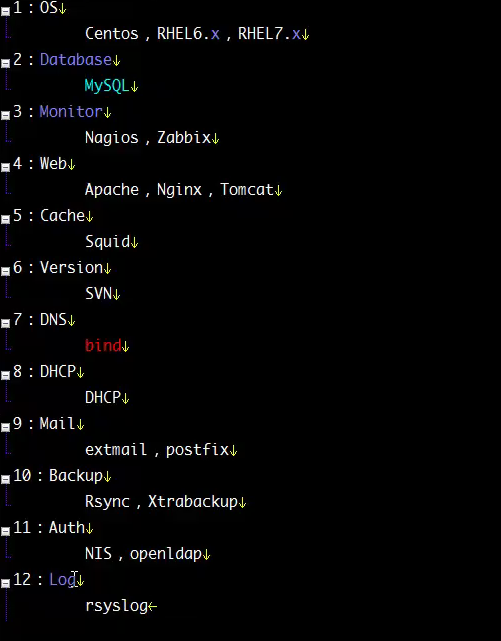 1：OS↓
Centos，RHEL6.x，RHEL7.x↓
2：Database↓
MySQL↓
3：Monitor↓
Nagios，Zabbix↓
4：Web↓
Apache，Nginx，Tomcat↓
5：Cache↓
Squid↓
6：Version↓
SVN↓
7：DNS↓
bind↓
8：DHCP↓
DHCP↓
9：Mail↓
extmail，postfix↓
10：Backup↓
Rsync，Xtrabackup↓
11：Auth↓
NIS，openldap↓
12：Log↓
rsyslog←